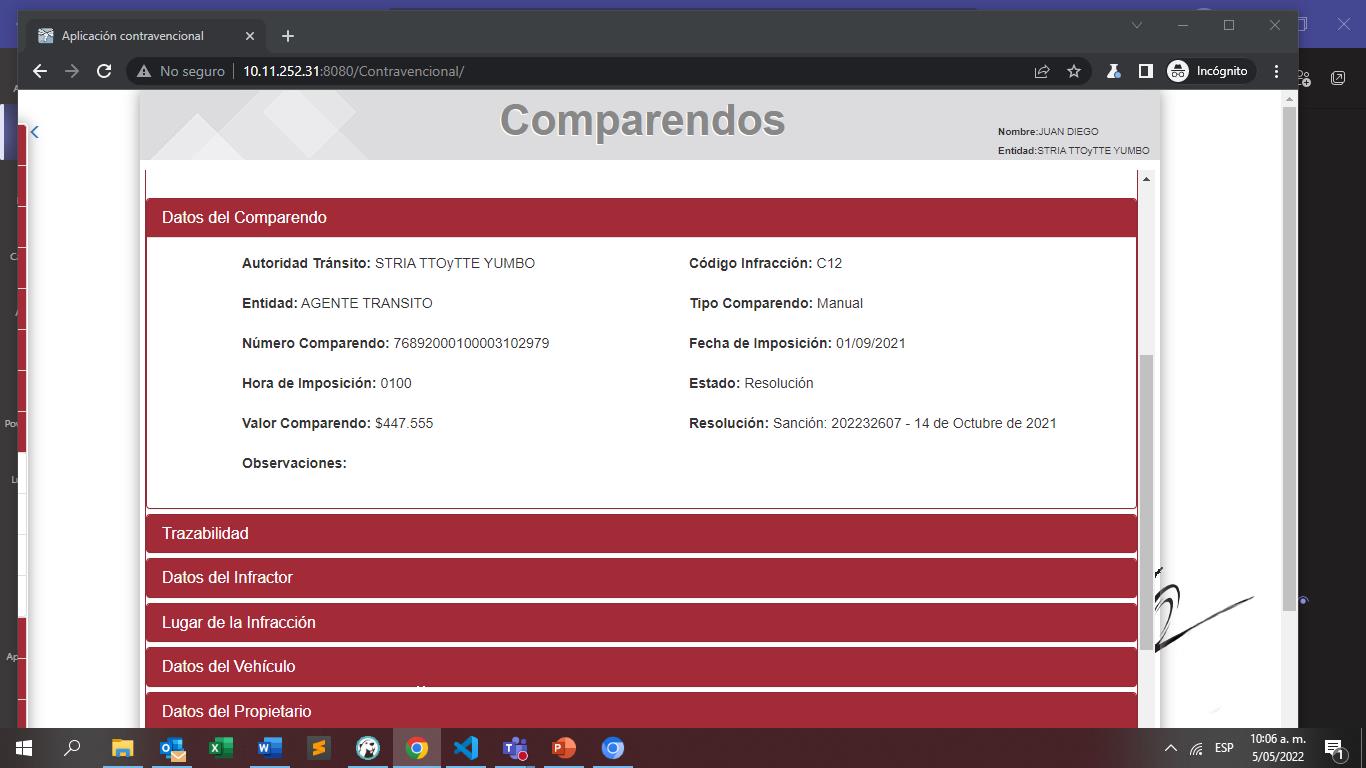 Aplicación contravencional
No seguro
10.11.252.31:8080/Contravencional/
Incógnito
Comparendos
Nombre:JUAN DIEGO
Entidad:STRIA TTOyTTE YUMBO
Datos del Comparendo
Autoridad Tránsito: STRIA TTOyTTE YUMBO
Código Infracción: C12
Entidad: AGENTE TRANSITO
Tipo Comparendo: Manual
Número Comparendo: 76892000100003102979
Fecha de Imposición: 01/09/2021
Hora de Imposición: 0100
Estado: Resolución
Valor Comparendo: $447.555
Resolución: Sanción: 202232607 - 14 de Octubre de 2021
Observaciones:
Trazabilidad
Datos del Infractor
Lugar de la Infracción
Datos del Vehículo
Datos del Propietario
ESP
10:06 a. m.
5/05/2022
1